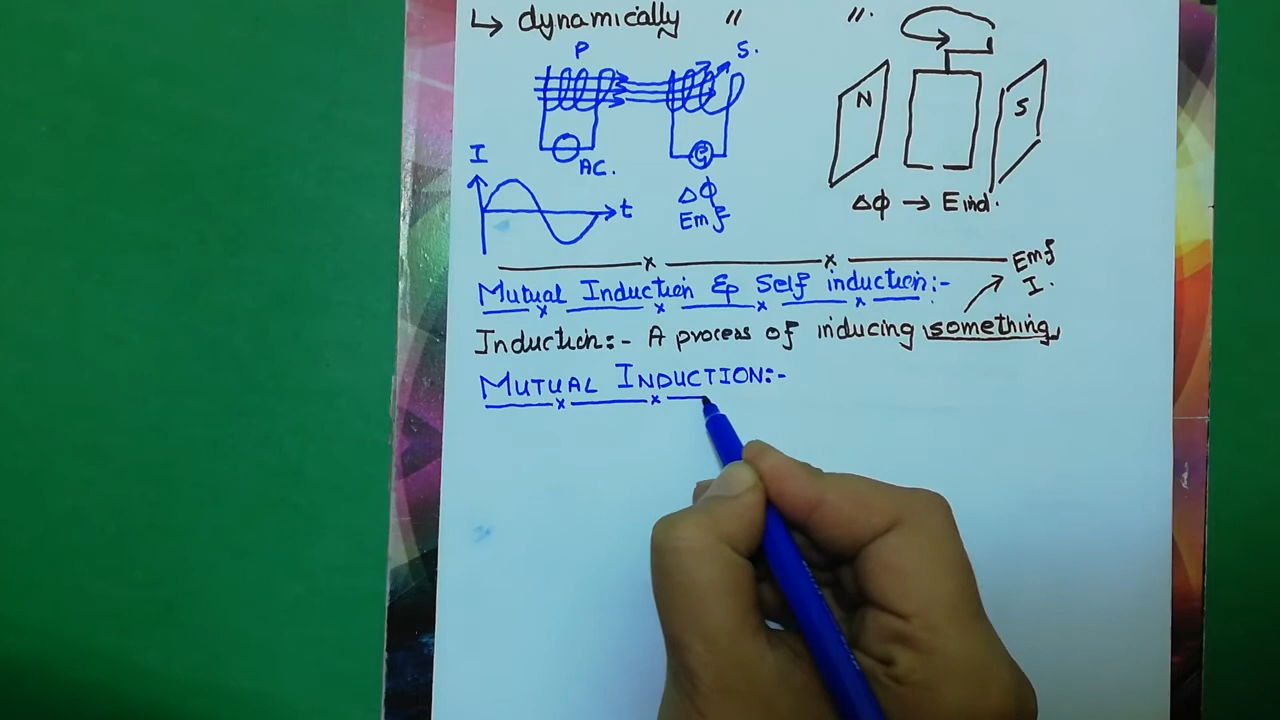 ↳ dynamically " ".
P S.
N S
G
AC.
I
t
Δφ
Emf
Δφ → Eind.
Emf
I.
Mutual Induction & Self induction:-
Induction:- A process of inducing something
MUTUAL INDUCTION:-